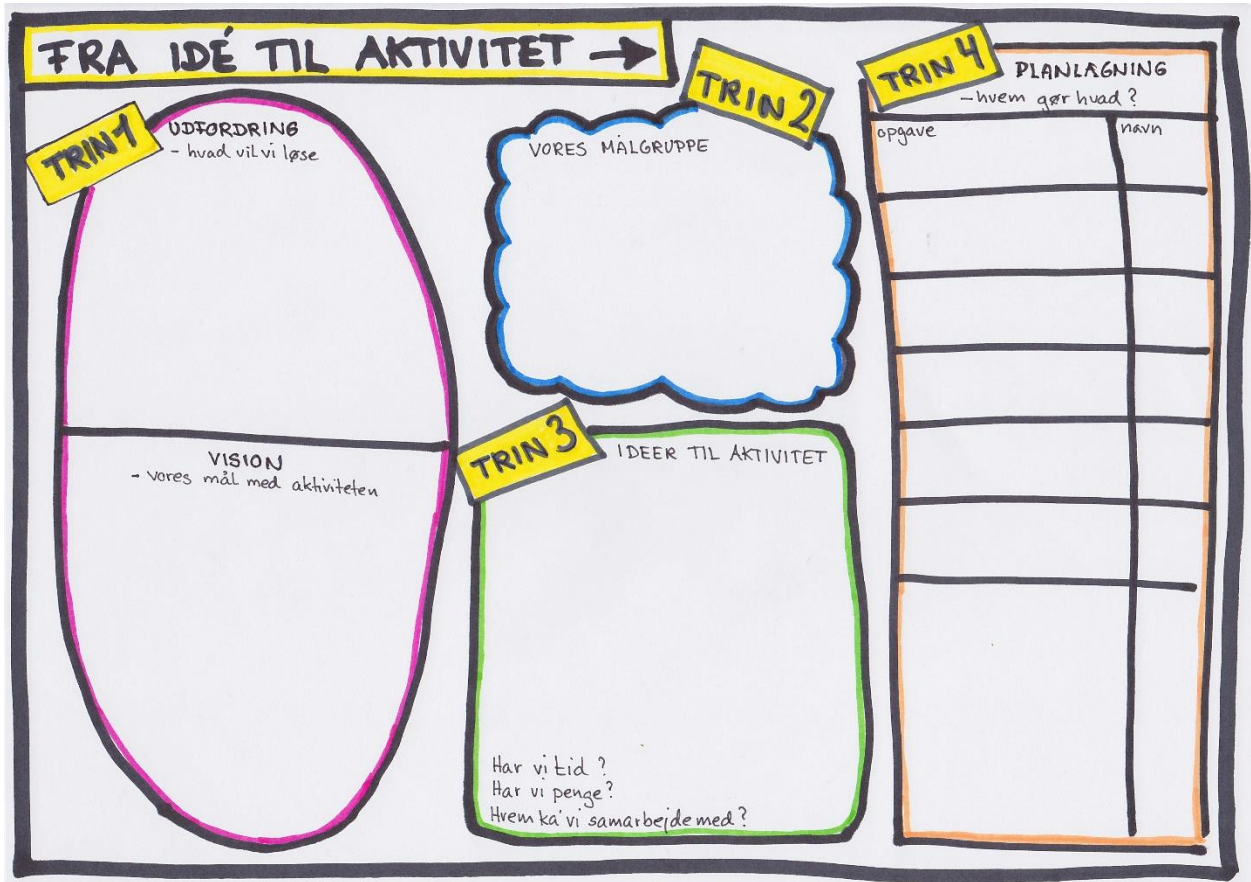 FRA IDÉ TIL AKTIVITET →
TRIN 1
UDFORDRING
- hvad vil vi løse
VISION
- vores mål med aktiviteten
TRIN 2
VORES MÅLGRUPPE
TRIN 3
IDEER TIL AKTIVITET
Har vi tid?
Har vi penge?
Hvem ka' vi samarbejde med?
TRIN 4
PLANLÆGNING
- hvem gør hvad?
opgave
navn